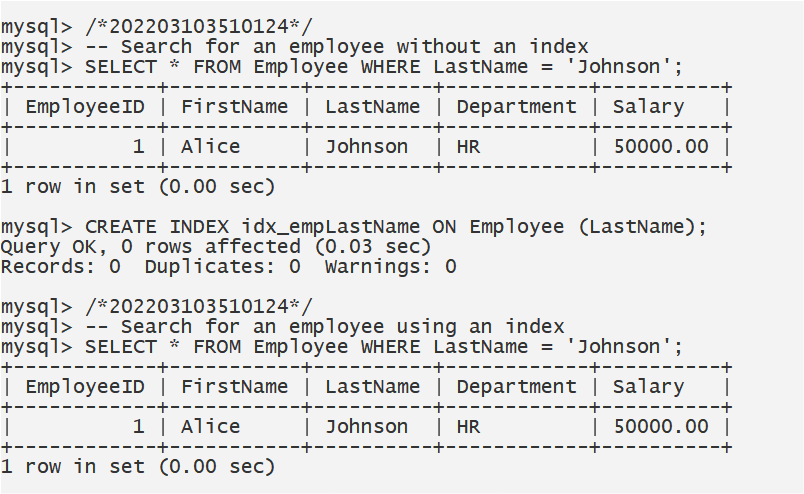 mysql> /*202203103510124*/
mysql> -- Search for an employee without an index
mysql> SELECT * FROM Employee WHERE LastName = 'Johnson';
+------------+-----------+----------+------------+----------+
| EmployeeID | FirstName | LastName | Department | Salary   |
+------------+-----------+----------+------------+----------+
|          1 | Alice     | Johnson  | HR         | 50000.00 |
+------------+-----------+----------+------------+----------+
1 row in set (0.00 sec)
mysql> CREATE INDEX idx_empLastName ON Employee (LastName);
Query OK, 0 rows affected (0.03 sec)
Records: 0  Duplicates: 0  Warnings: 0
mysql> /*202203103510124*/
mysql> -- Search for an employee using an index
mysql> SELECT * FROM Employee WHERE LastName = 'Johnson';
+------------+-----------+----------+------------+----------+
| EmployeeID | FirstName | LastName | Department | Salary   |
+------------+-----------+----------+------------+----------+
|          1 | Alice     | Johnson  | HR         | 50000.00 |
+------------+-----------+----------+------------+----------+
1 row in set (0.00 sec)